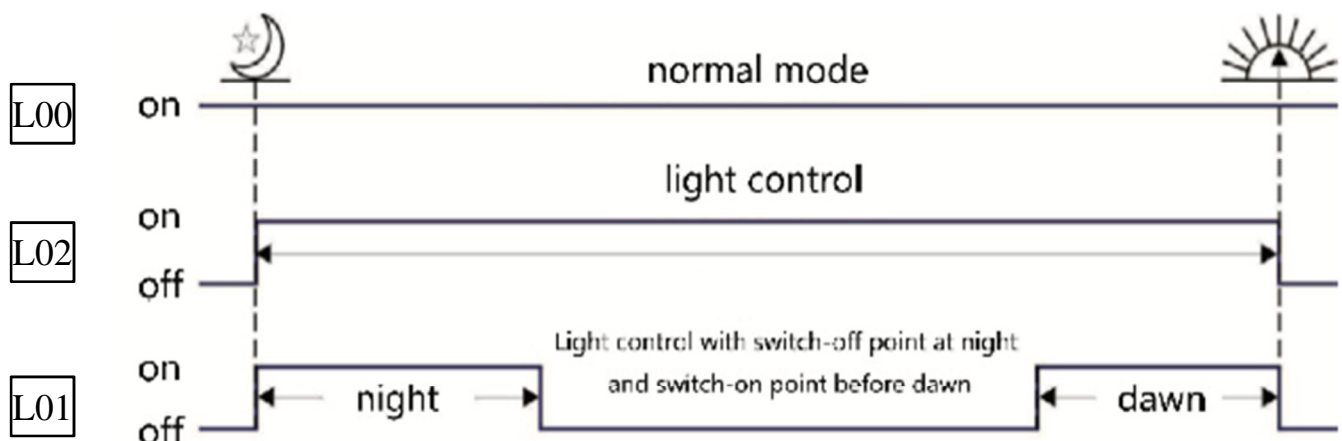 normal mode
L00
on
light control
on
L02
off
Light control with switch-off point at night
and switch-on point before dawn
on
night
dawn
L01
off